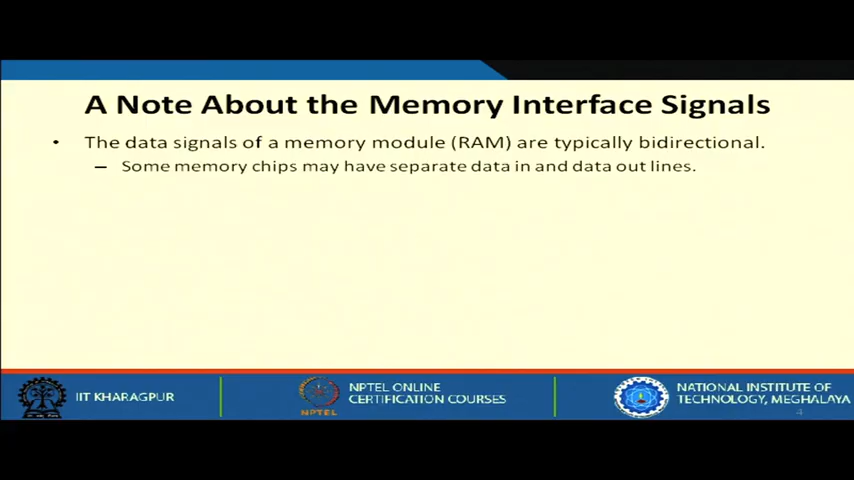 A Note About the Memory Interface Signals
• The data signals of a memory module (RAM) are typically bidirectional.
– Some memory chips may have separate data in and data out lines.
IIT KHARAGPUR
NPTEL
NPTEL ONLINE
CERTIFICATION COURSES
NATIONAL INSTITUTE OF
TECHNOLOGY, MEGHALAYA
4